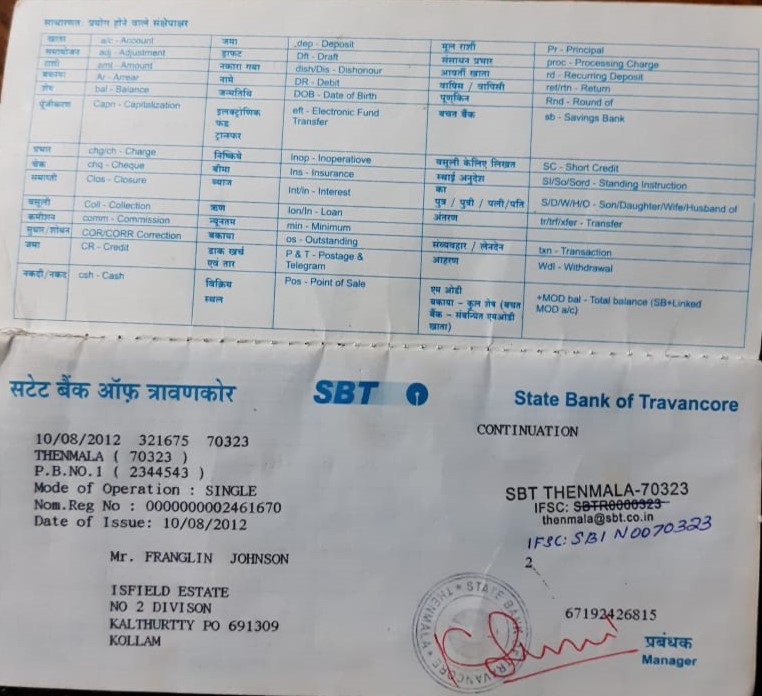 साधारणतः प्रयोग होने वाले संक्षेपाक्षर
खाता a/c - Account जमा dep - Deposit मूल राशी Pr - Principal
समायोजन adj - Adjustment ड्राफ्ट Dft - Draft संसाधन प्रभार proc - Processing Charge
राशी amt - Amount नकारा गया dish/Dis - Dishonour आवर्ती खाता rd - Recurring Deposit
बकाया Ar - Arrear नामे DR - Debit वापिस / वापिसी ret/rtn - Return
शेष bal - Balance जन्मतिथि DOB - Date of Birth पूर्णांकन Rnd - Round of
पूंजीकरण Capn - Capitalization इलक्ट्रोणिक eft - Electronic Fund बचत बैंक sb - Savings Bank
फंड Transfer
ट्रानफर
प्रभार chg/ch - Charge निष्क्रिये Inop - Inoperatiove वसूली केलिए लिखत SC - Short Credit
चेक chq - Cheque बीमा Ins - Insurance स्थाई अनुदेश SI/So/Sord - Standing Instruction
समाप्ती Clos - Closure ब्याज Int/in - Interest का
पुत्र / पुत्री / पत्नी/पति S/D/W/H/O - Son/Daughter/Wife/Husband of
वसूली Coll - Collection ऋण lon/ln - Loan अंतरण tr/trf/xfer - Transfer
कमीशन comm - Commission न्यूनतम min - Minimum
सुधार/शोधन COR/CORR Correction बकाया os - Outstanding संव्यवहार / लेनदेन txn - Transaction
जमा CR - Credit डाक खर्च P & T - Postage & आहरण Wdl - Withdrawal
एवं तार Telegram
नकदी/नकद csh - Cash विक्रिय Pos - Point of Sale एम ओडी
स्थल बकाया - कूल शेष (बचत +MOD bal - Total balance (SB+Linked
बैंक - संबन्धित एमओडी MOD a/c)
खाता)
सटेट बैंक ऑफ़ त्रावणकोर SBT State Bank of Travancore
CONTINUATION
10/08/2012 321675 70323
THENMALA ( 70323 )
P.B.NO.1 ( 2344543 )
Mode of Operation : SINGLE
Nom.Reg No : 0000000002461670
Date of Issue: 10/08/2012
SBT THENMALA-70323
IFSC: SBTR0000323
thenmala@sbt.co.in
IFSC: SBI N0070323
2
Mr. FRANGLIN JOHNSON
ISFIELD ESTATE
NO 2 DIVISON
KALTHURTTY PO 691309
KOLLAM
67192426815
STATE BANK OF TRAVANCORE * THENMALA *
प्रबंधक
Manager